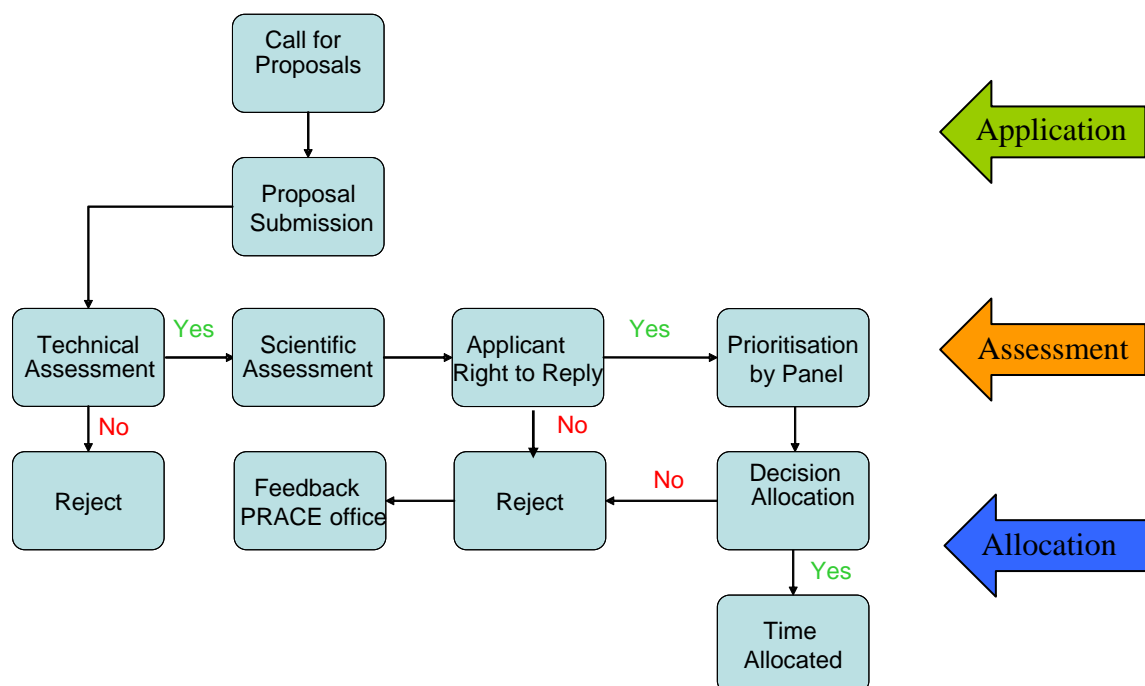 Call for
Proposals
Application
Proposal
Submission
Technical
Assessment
Yes
Scientific
Assessment
Applicant
Right to Reply
Yes
Prioritisation
by Panel
Assessment
No
No
Reject
Feedback
PRACE office
Reject
No
Decision
Allocation
Allocation
Yes
Time
Allocated